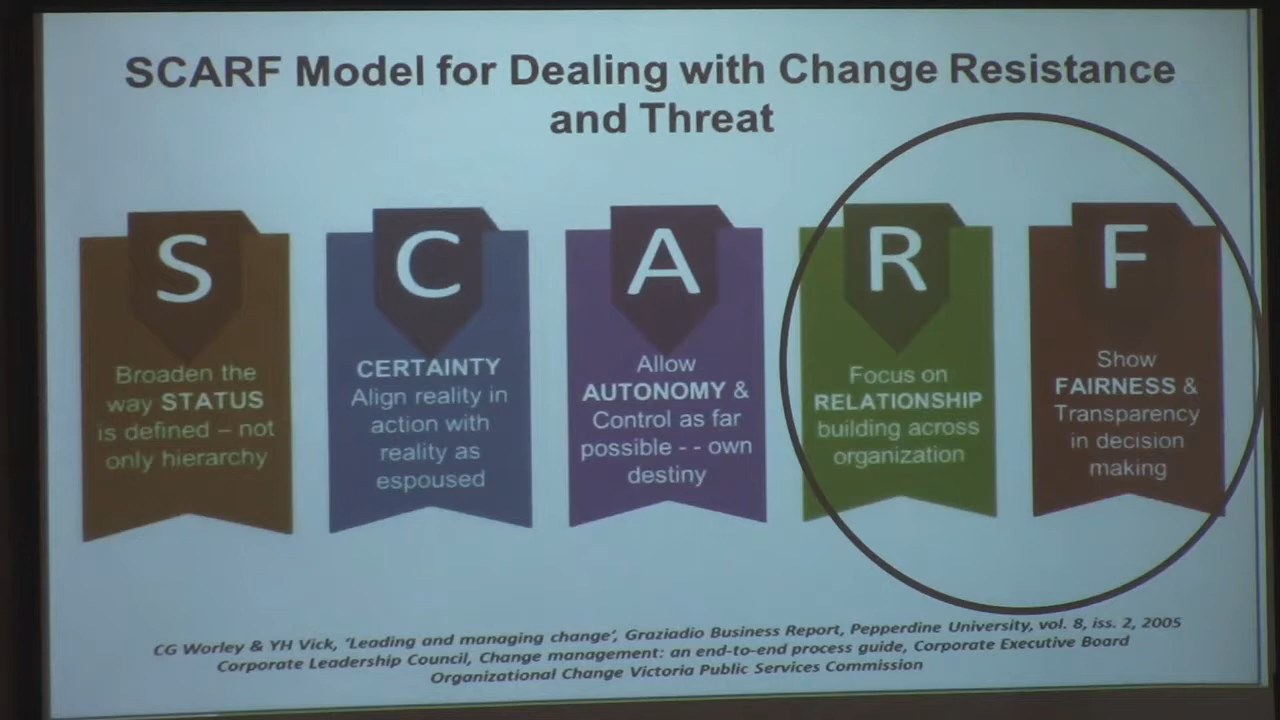 SCARF Model for Dealing with Change Resistance
and Threat
S
Broaden the
way STATUS
is defined – not
only hierarchy
C
CERTAINTY
Align reality in
action with
reality as
espoused
A
Allow
AUTONOMY &
Control as far
possible - - own
destiny
R
Focus on
RELATIONSHIP
building across
organization
F
Show
FAIRNESS &
Transparency
in decision
making
CG Worley & YH Vick, ‘Leading and managing change’, Graziadio Business Report, Pepperdine University, vol. 8, iss. 2, 2005
Corporate Leadership Council, Change management: an end-to-end process guide, Corporate Executive Board
Organizational Change Victoria Public Services Commission